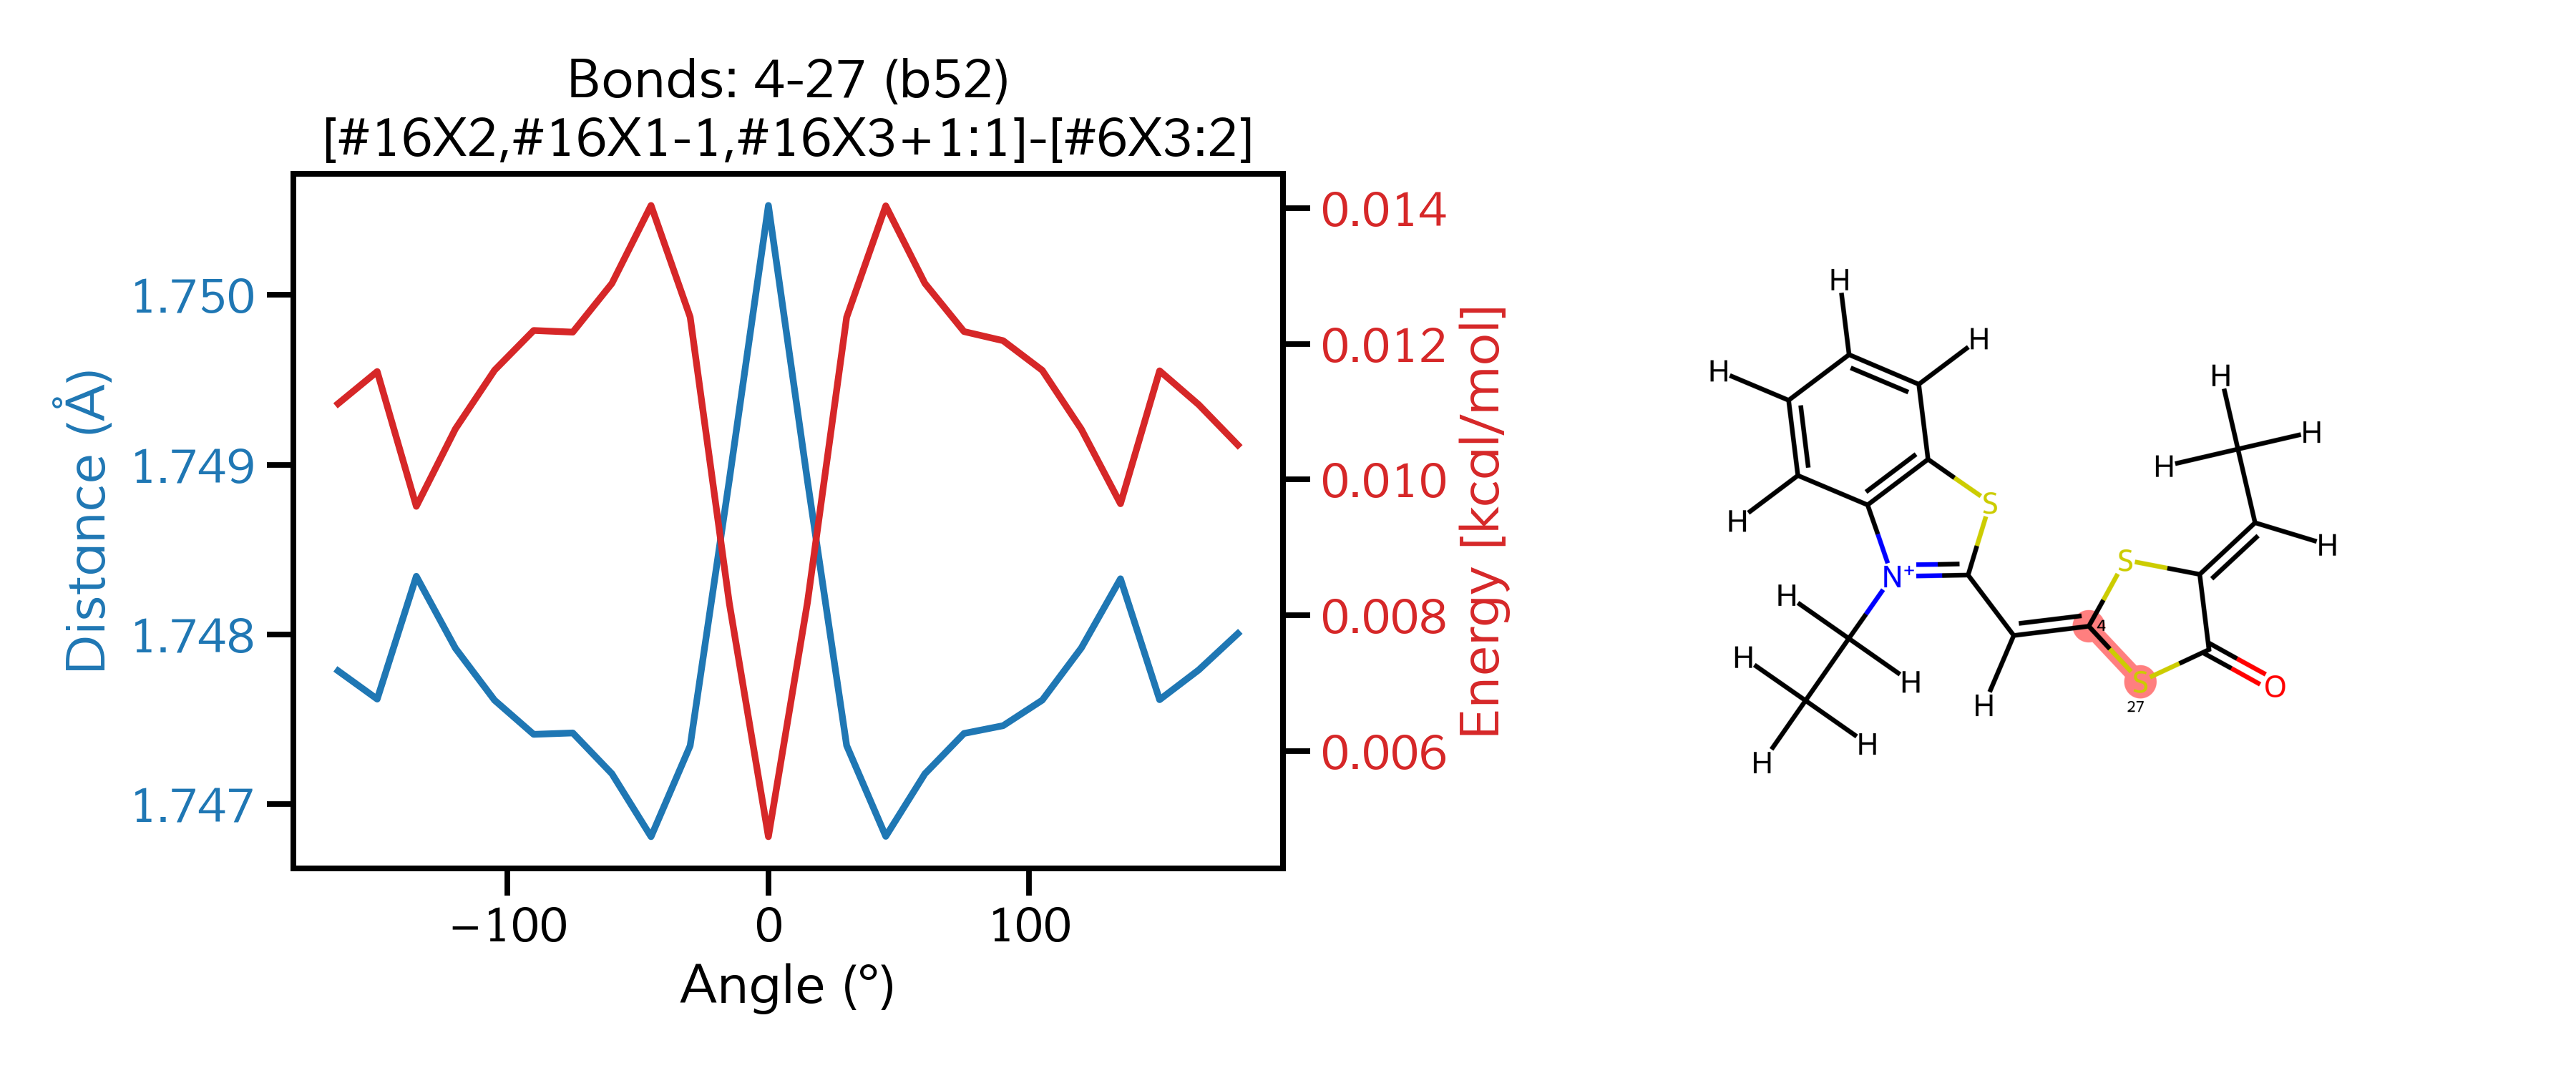 Bonds: 4-27 (b52)
[#16X2,#16X1-1,#16X3+1:1]-[#6X3:2]
Distance (Å)
1.750
1.749
1.748
1.747
0.014
0.012
0.010
0.008
0.006
Energy [kcal/mol]
−100
0
100
Angle (°)
H
H
H
H
H
H
H
S
H
S
H
N+
H
4
H
H
S
27
O
H
H
H